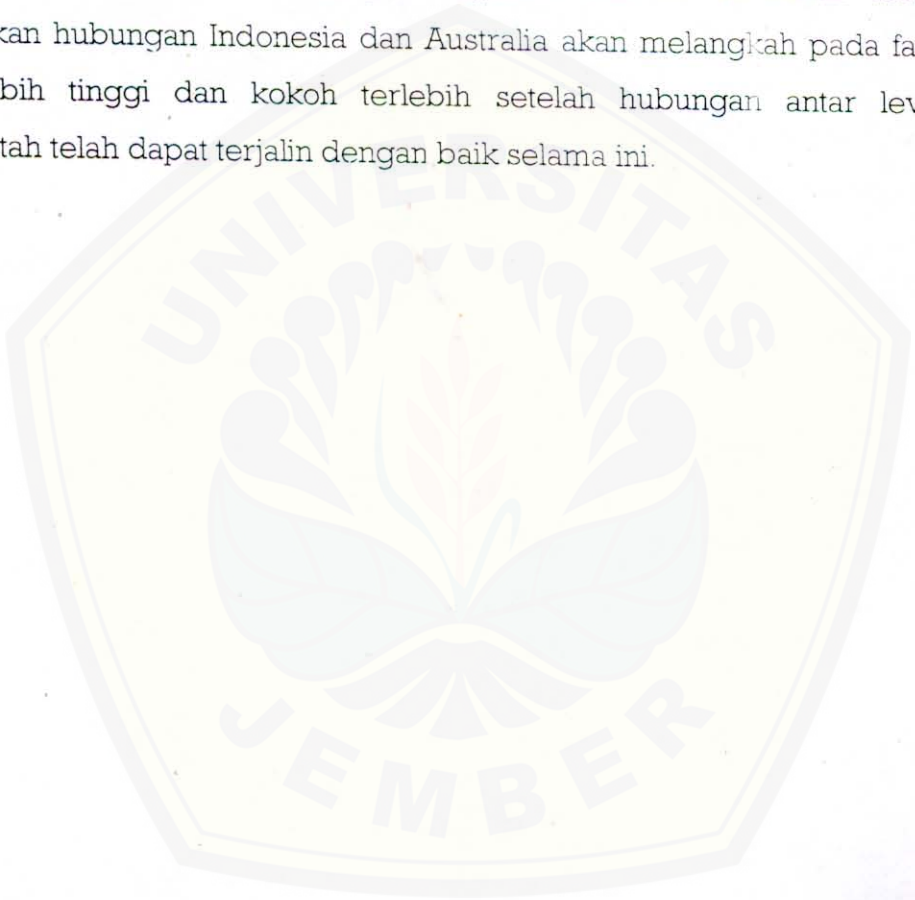 kan hubungan Indonesia dan Australia akan melangkah pada fa
bih tinggi dan kokoh terlebih setelah hubungan antar lev
tah telah dapat terjalin dengan baik selama ini.
UNIVERSITAS
JEMBER